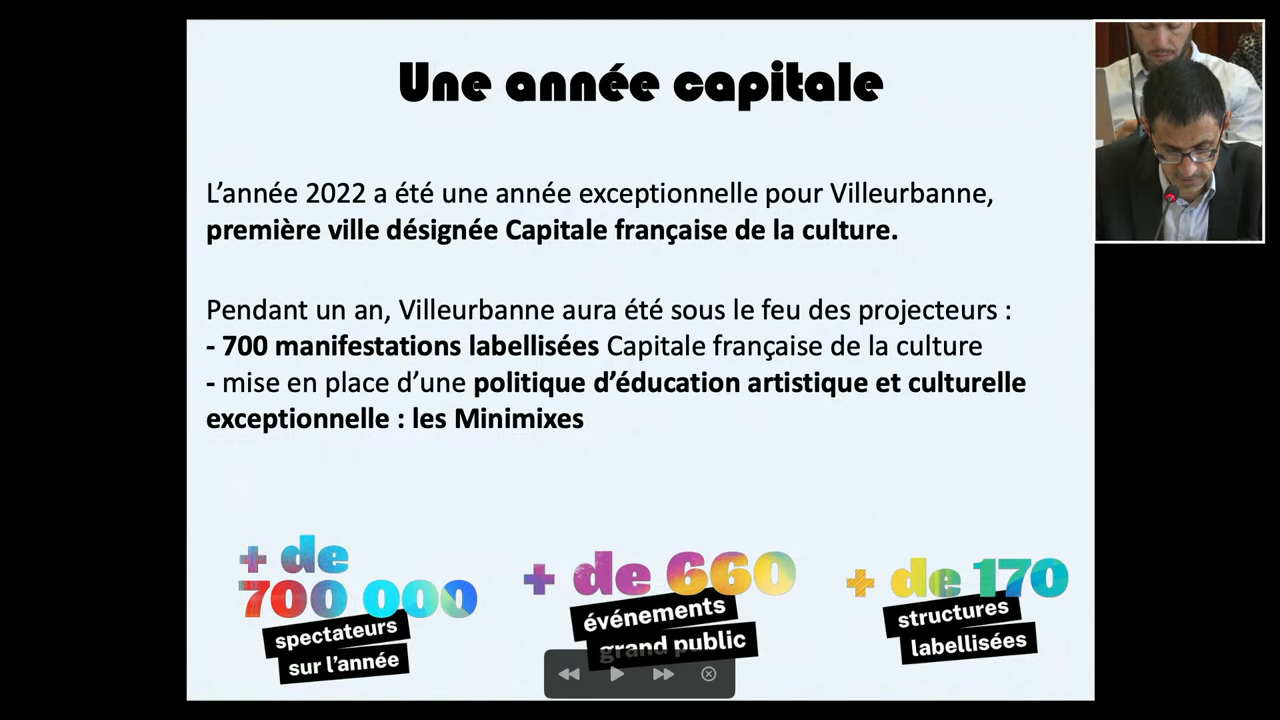 Une année capitale
L’année 2022 a été une année exceptionnelle pour Villeurbanne,
première ville désignée Capitale française de la culture.
Pendant un an, Villeurbanne aura été sous le feu des projecteurs :
- 700 manifestations labellisées Capitale française de la culture
- mise en place d’une politique d’éducation artistique et culturelle
exceptionnelle : les Minimixes
+ de
700 000
spectateurs
sur l’année
+ de 660
événements
grand public
+ de 170
structures
labellisées